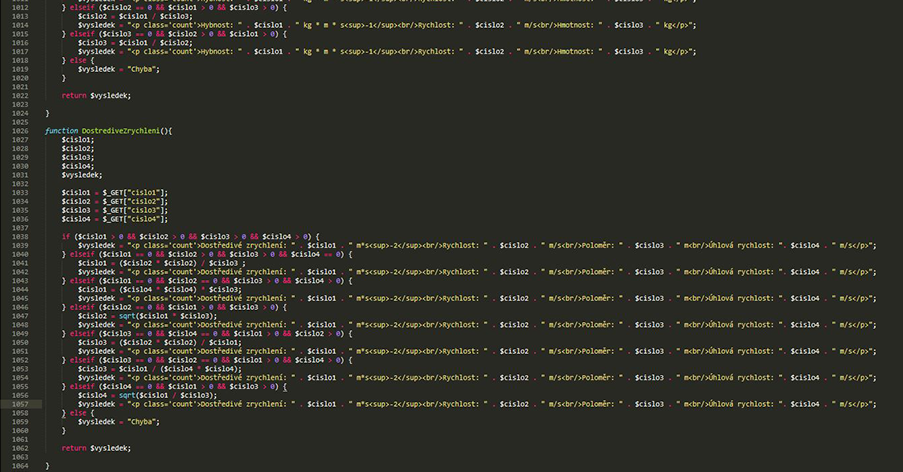 1012 } elseif ($cislo2 == 0 && $cislo1 > 0 && $cislo3 > 0) {
1013 $cislo2 = $cislo1 / $cislo3;
1014 $vysledek = "<p class='count'>Hybnost: " . $cislo1 . " kg * m * s<sup>-1</sup><br/>Rychlost: " . $cislo2 . " m/s<br/>Hmotnost: " . $cislo3 . " kg</p>";
1015 } elseif ($cislo3 == 0 && $cislo2 > 0 && $cislo1 > 0) {
1016 $cislo3 = $cislo1 / $cislo2;
1017 $vysledek = "<p class='count'>Hybnost: " . $cislo1 . " kg * m * s<sup>-1</sup><br/>Rychlost: " . $cislo2 . " m/s<br/>Hmotnost: " . $cislo3 . " kg</p>";
1018 } else {
1019 $vysledek = "Chyba";
1020 }
1021
1022 return $vysledek;
1023
1024 }
1025
1026 function DostrediveZrychleni(){
1027 $cislo1;
1028 $cislo2;
1029 $cislo3;
1030 $cislo4;
1031 $vysledek;
1032
1033 $cislo1 = $_GET["cislo1"];
1034 $cislo2 = $_GET["cislo2"];
1035 $cislo3 = $_GET["cislo3"];
1036 $cislo4 = $_GET["cislo4"];
1037
1038 if ($cislo1 > 0 && $cislo2 > 0 && $cislo3 > 0 && $cislo4 > 0) {
1039 $vysledek = "<p class='count'>Dostředivé zrychlení: " . $cislo1 . " m*s<sup>-2</sup><br/>Rychlost: " . $cislo2 . " m/s<br/>Poloměr: " . $cislo3 . " m<br/>Úhlová rychlost: ". $cislo4 . " m/s</p>";
1040 } elseif ($cislo1 == 0 && $cislo2 > 0 && $cislo3 > 0 && $cislo4 == 0) {
1041 $cislo1 = ($cislo2 * $cislo2) / $cislo3 ;
1042 $vysledek = "<p class='count'>Dostředivé zrychlení: " . $cislo1 . " m*s<sup>-2</sup><br/>Rychlost: " . $cislo2 . " m/s<br/>Poloměr: " . $cislo3 . " m<br/>Úhlová rychlost: ". $cislo4 . " m/s</p>";
1043 } elseif ($cislo1 == 0 && $cislo2 == 0 && $cislo3 > 0 && $cislo4 > 0) {
1044 $cislo1 = ($cislo4 * $cislo4) * $cislo3;
1045 $vysledek = "<p class='count'>Dostředivé zrychlení: " . $cislo1 . " m*s<sup>-2</sup><br/>Rychlost: " . $cislo2 . " m/s<br/>Poloměr: " . $cislo3 . " m<br/>Úhlová rychlost: ". $cislo4 . " m/s</p>";
1046 } elseif ($cislo2 == 0 && $cislo1 > 0 && $cislo3 > 0) {
1047 $cislo2 = sqrt($cislo1 * $cislo3);
1048 $vysledek = "<p class='count'>Dostředivé zrychlení: " . $cislo1 . " m*s<sup>-2</sup><br/>Rychlost: " . $cislo2 . " m/s<br/>Poloměr: " . $cislo3 . " m<br/>Úhlová rychlost: ". $cislo4 . " m/s</p>";
1049 } elseif ($cislo3 == 0 && $cislo4 == 0 && $cislo1 > 0 && $cislo2 > 0) {
1050 $cislo3 = ($cislo2 * $cislo2) / $cislo1;
1051 $vysledek = "<p class='count'>Dostředivé zrychlení: " . $cislo1 . " m*s<sup>-2</sup><br/>Rychlost: " . $cislo2 . " m/s<br/>Poloměr: " . $cislo3 . " m<br/>Úhlová rychlost: ". $cislo4 . " m/s</p>";
1052 } elseif ($cislo3 == 0 && $cislo2 == 0 && $cislo1 > 0 && $cislo4 > 0) {
1053 $cislo3 = $cislo1 / ($cislo4 * $cislo4);
1054 $vysledek = "<p class='count'>Dostředivé zrychlení: " . $cislo1 . " m*s<sup>-2</sup><br/>Rychlost: " . $cislo2 . " m/s<br/>Poloměr: " . $cislo3 . " m<br/>Úhlová rychlost: ". $cislo4 . " m/s</p>";
1055 } elseif ($cislo4 == 0 && $cislo1 > 0 && $cislo3 > 0) {
1056 $cislo4 = sqrt($cislo1 / $cislo3);
1057 $vysledek = "<p class='count'>Dostředivé zrychlení: " . $cislo1 . " m*s<sup>-2</sup><br/>Rychlost: " . $cislo2 . " m/s<br/>Poloměr: " . $cislo3 . " m<br/>Úhlová rychlost: ". $cislo4 . " m/s</p>";
1058 } else {
1059 $vysledek = "Chyba";
1060 }
1061
1062 return $vysledek;
1063
1064 }